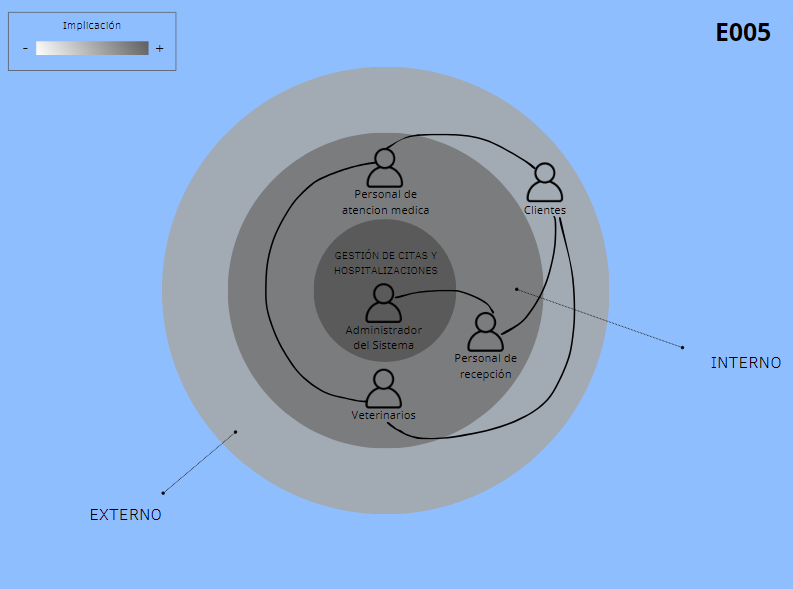 Implicación
- +
E005
Personal de
atencion medica
Clientes
GESTIÓN DE CITAS Y
HOSPITALIZACIONES
Administrador
del Sistema
Personal de
recepción
INTERNO
Veterinarios
EXTERNO